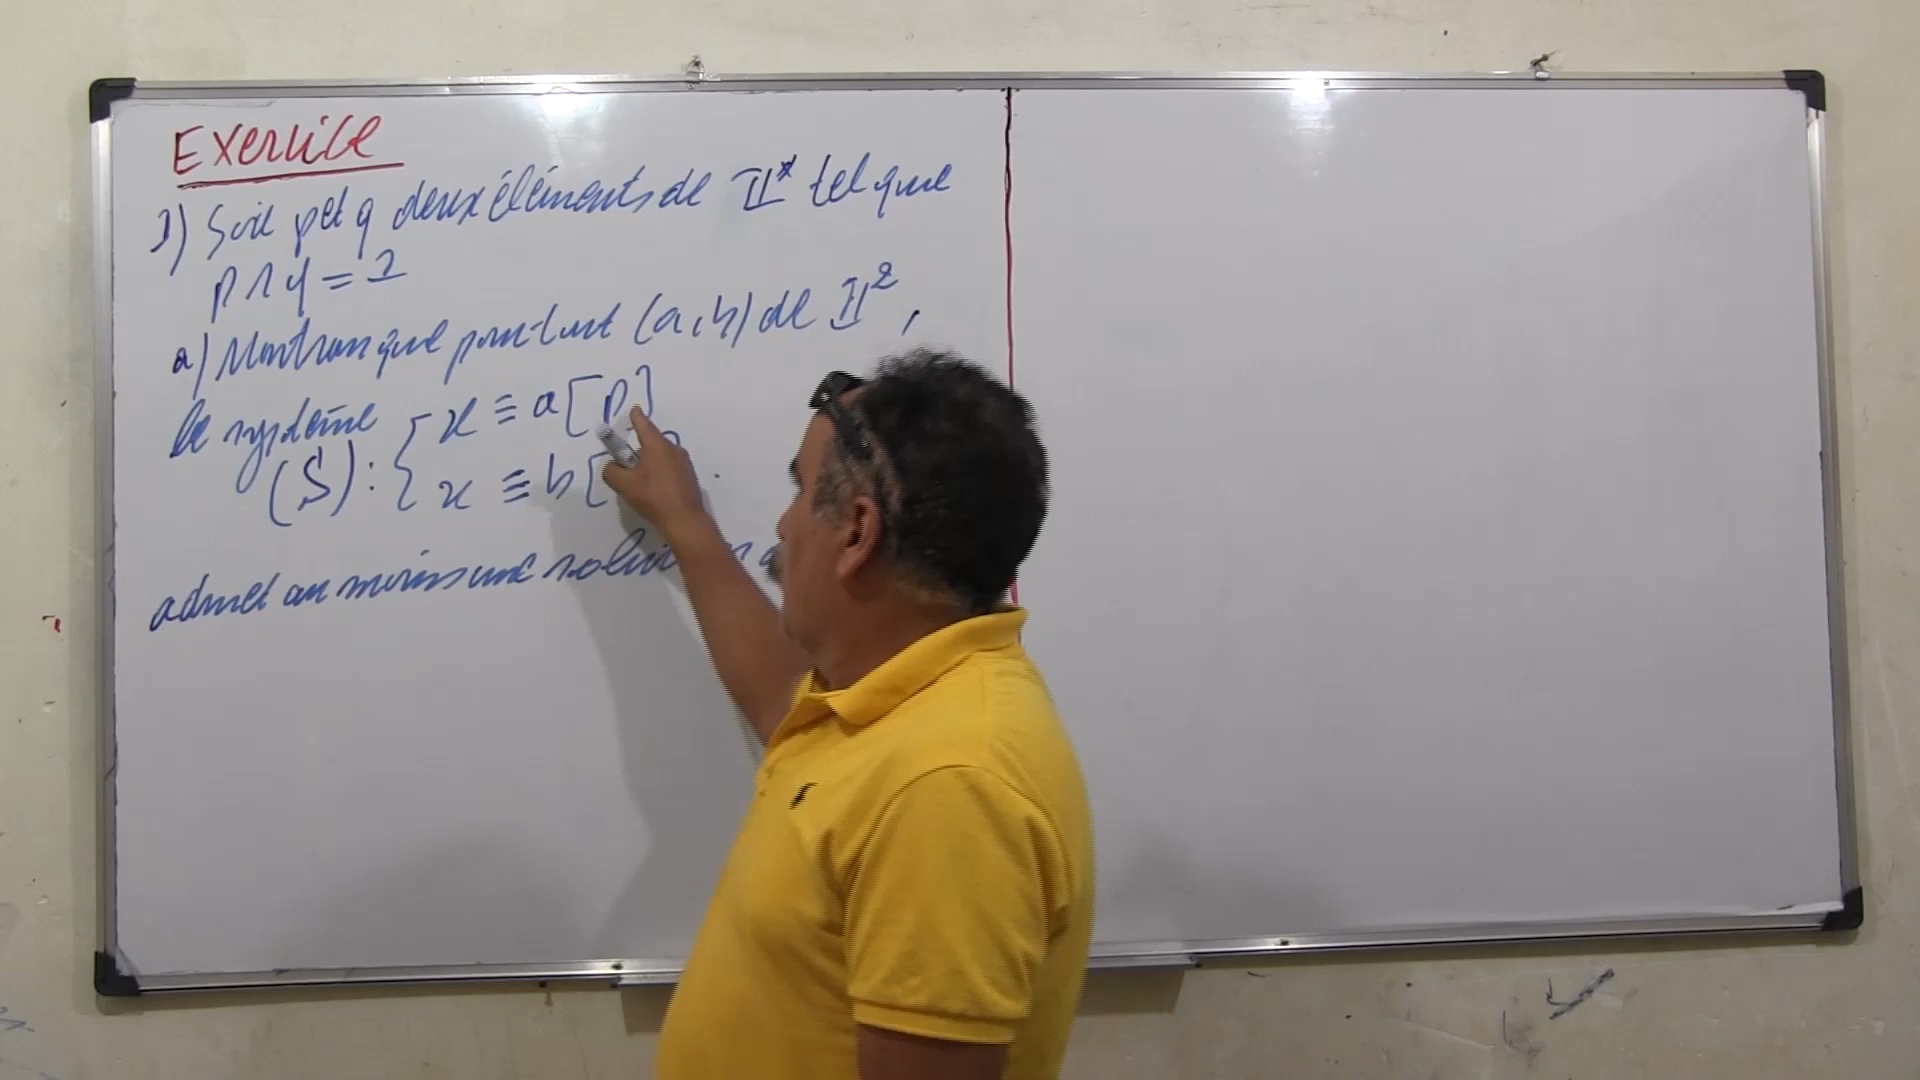 Exercice
1) Soit p et q deux éléments de ℤ* tel que
p ∧ q = 1
a) Montrons que pour tout (a,b) de ℤ²,
le système
(S) : { x ≡ a [p]
x ≡ b [
admet au moins une solution